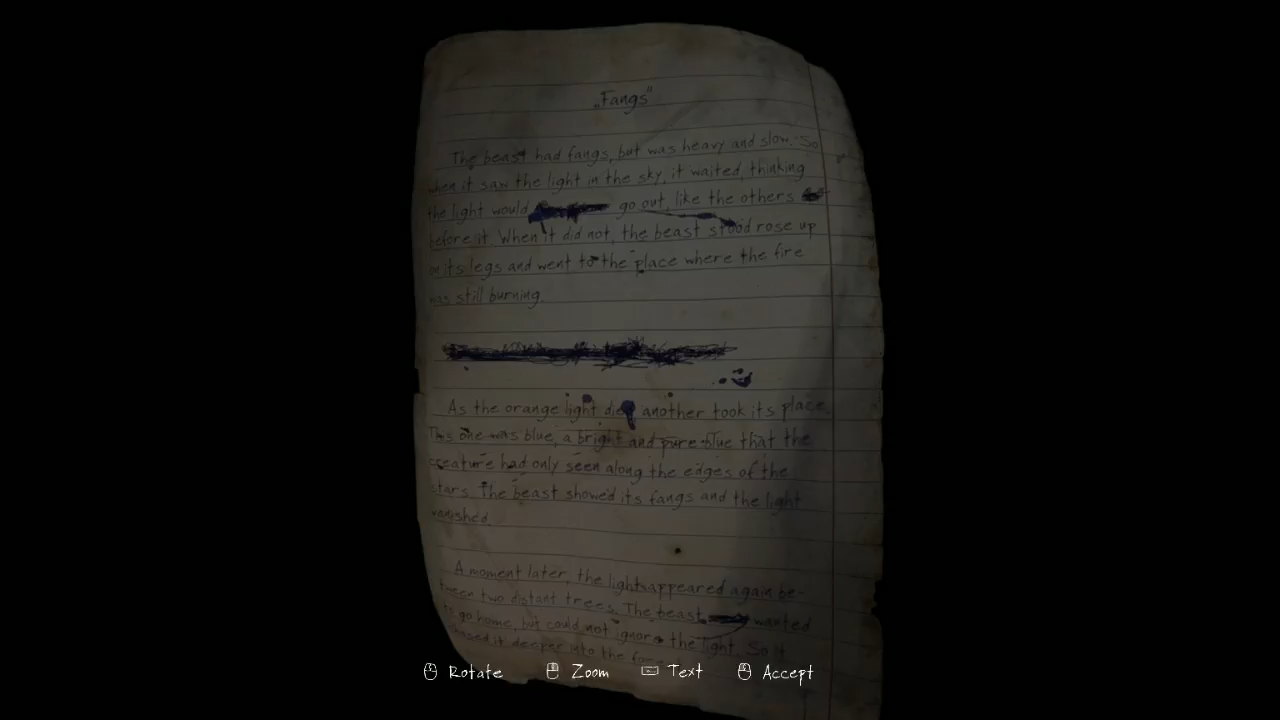 „Fangs"
The beast had fangs, but was heavy and slow. So
when it saw the light in the sky, it waited, thinking
the light would go out, like the others
before it. When it did not, the beast stood rose up
on its legs and went to the place where the fire
was still burning.
As the orange light died another took its place.
This one was blue, a bright and pure blue that the
creature had only seen along the edges of the
stars. The beast showed its fangs and the light
vanished.
A moment later, the light appeared again be-
tween two distant trees. The beast wanted
to go home, but could not ignore the light. So it
chased it deeper into the
Rotate
Zoom
Text
Accept